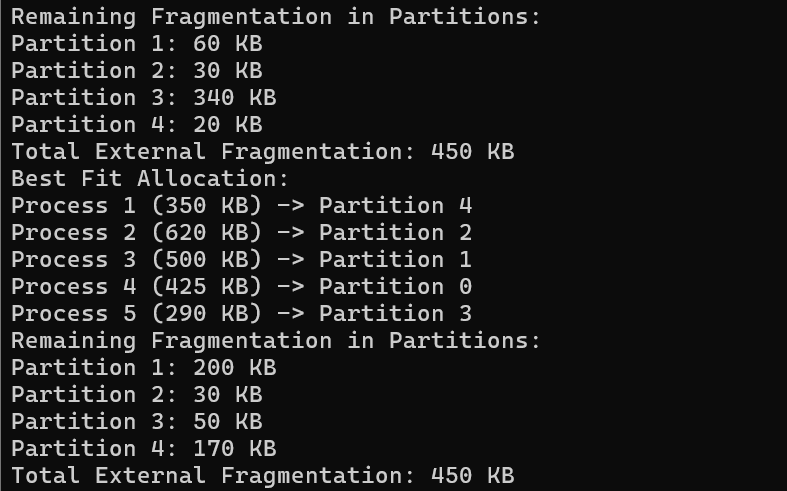 Remaining Fragmentation in Partitions:
Partition 1: 60 KB
Partition 2: 30 KB
Partition 3: 340 KB
Partition 4: 20 KB
Total External Fragmentation: 450 KB
Best Fit Allocation:
Process 1 (350 KB) -> Partition 4
Process 2 (620 KB) -> Partition 2
Process 3 (500 KB) -> Partition 1
Process 4 (425 KB) -> Partition 0
Process 5 (290 KB) -> Partition 3
Remaining Fragmentation in Partitions:
Partition 1: 200 KB
Partition 2: 30 KB
Partition 3: 50 KB
Partition 4: 170 KB
Total External Fragmentation: 450 KB